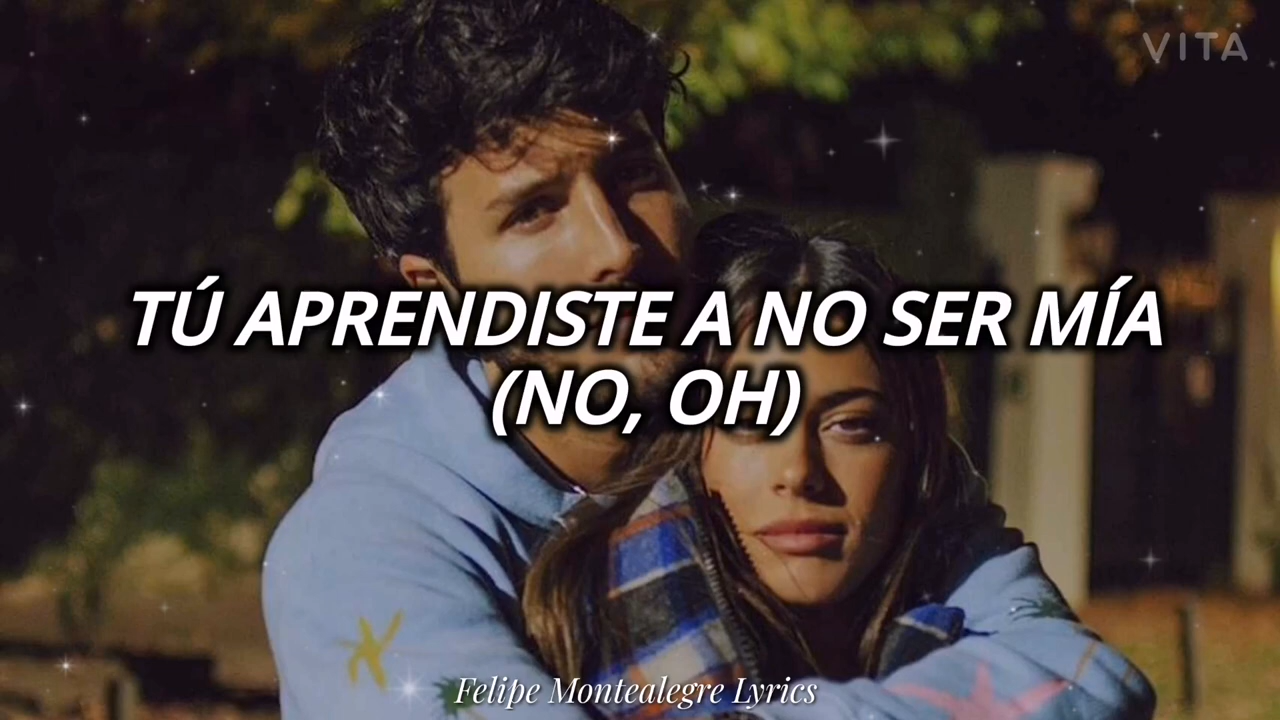 VITA
TÚ APRENDISTE A NO SER MÍA
(NO, OH)
Felipe Montealegre Lyrics